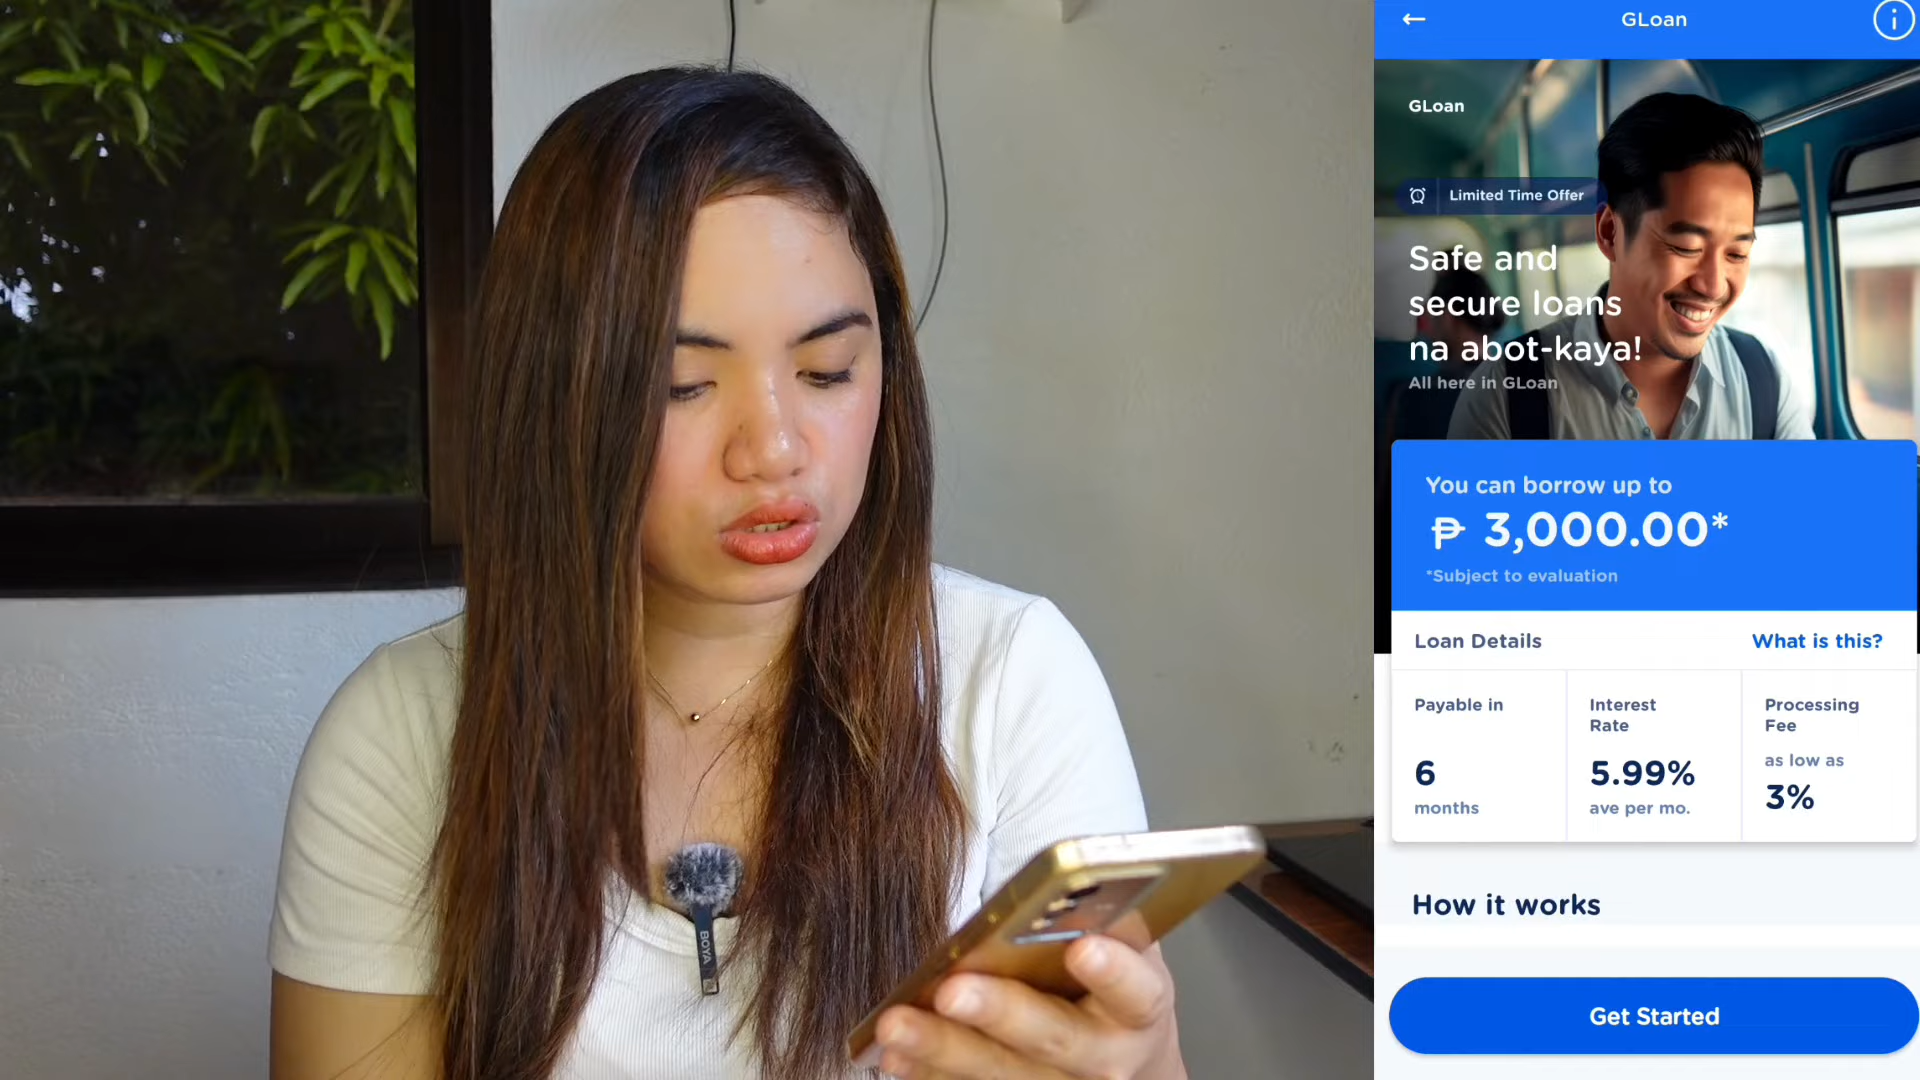 GLoan
GLoan
Limited Time Offer
Safe and
secure loans
na abot-kaya!
All here in GLoan
You can borrow up to
₱ 3,000.00*
*Subject to evaluation
Loan Details
What is this?
Payable in
6
months
Interest
Rate
5.99%
ave per mo.
Processing
Fee
as low as
3%
How it works
Get Started
BOYA